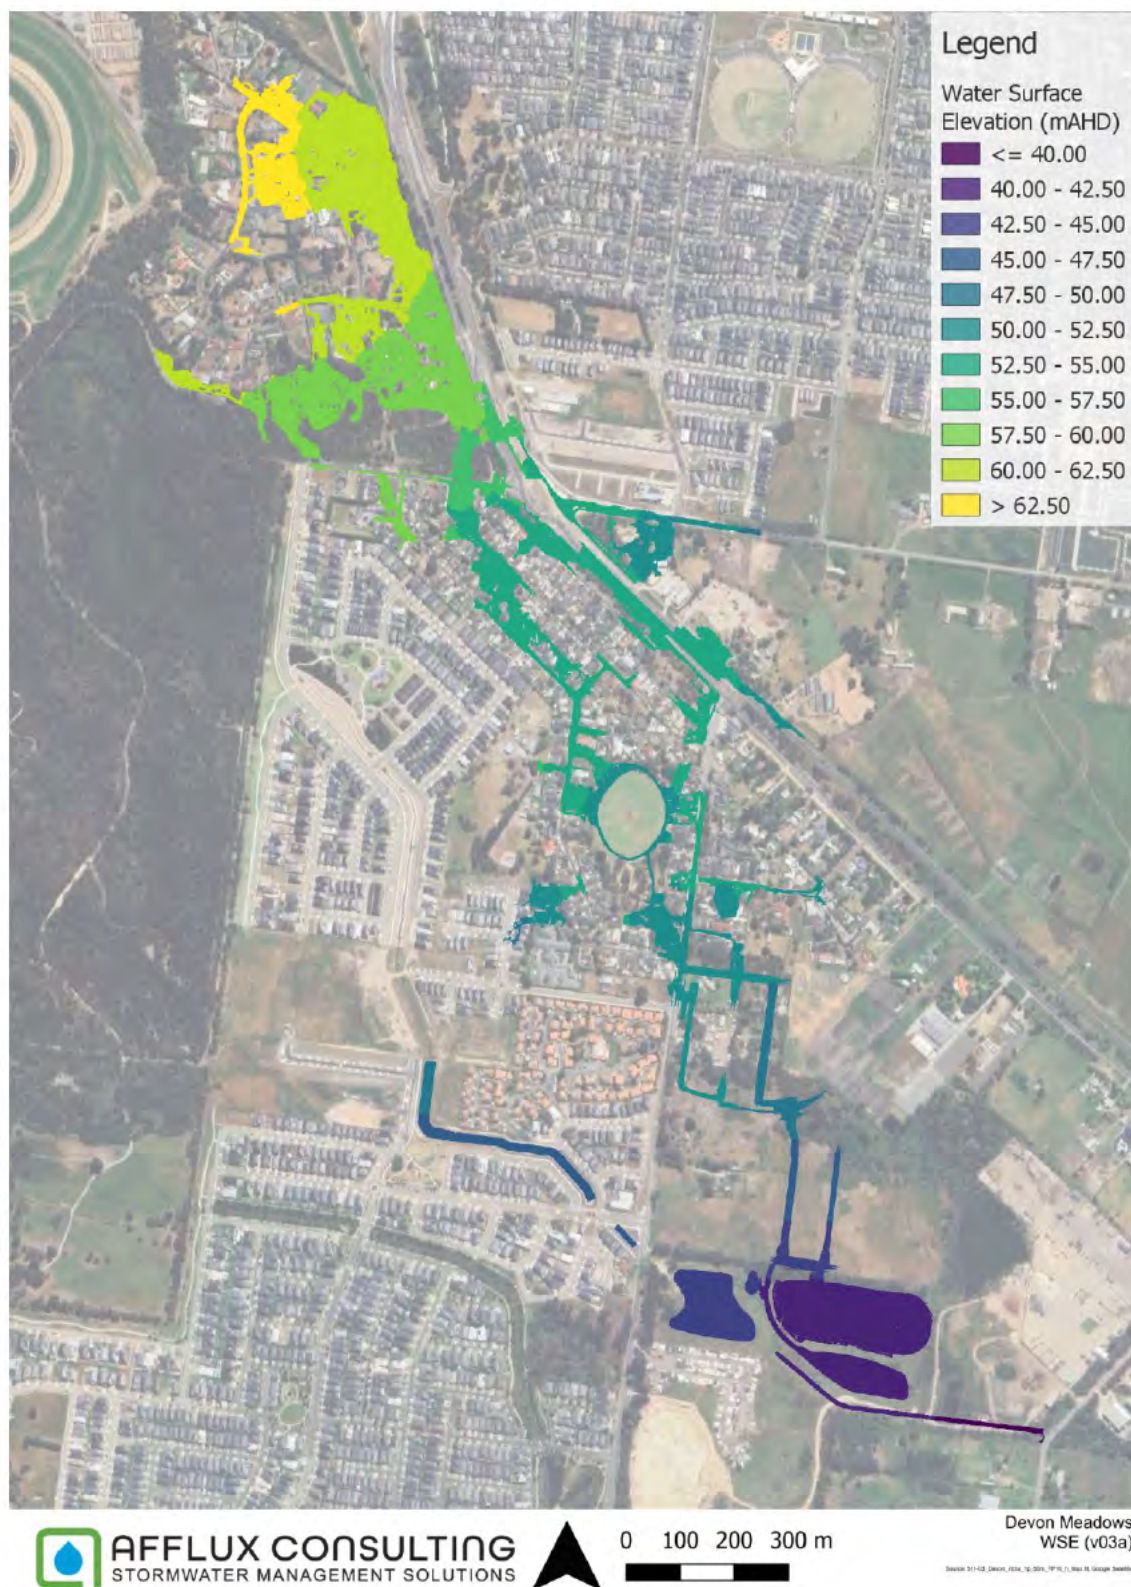 Legend
Water Surface
Elevation (mAHD)
<= 40.00
40.00 - 42.50
42.50 - 45.00
45.00 - 47.50
47.50 - 50.00
50.00 - 52.50
52.50 - 55.00
55.00 - 57.50
57.50 - 60.00
60.00 - 62.50
> 62.50
AFFLUX CONSULTING
STORMWATER MANAGEMENT SOLUTIONS
0 100 200 300 m
Devon Meadows
WSE (v03a)